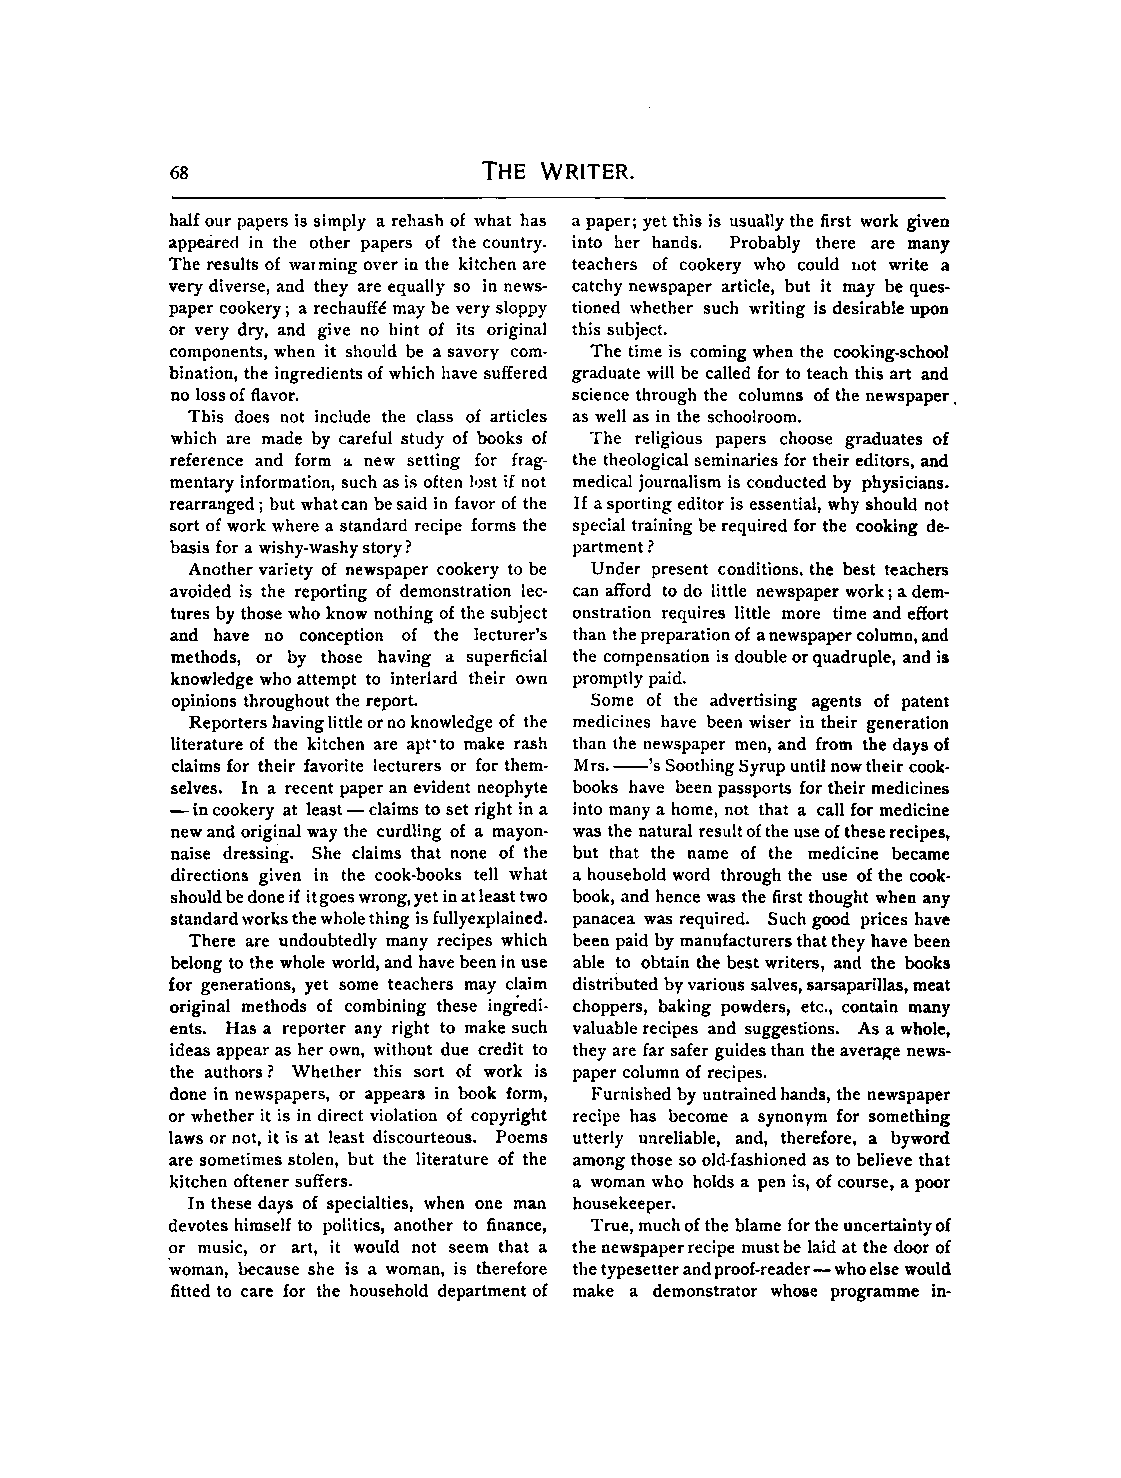 68
THE WRITER.
half our papers is simply a rehash of what has
appeared in the other papers of the country.
The results of warming over in the kitchen are
very diverse, and they are equally so in news-
paper cookery; a rechauffé may be very sloppy
or very dry, and give no hint of its original
components, when it should be a savory com-
bination, the ingredients of which have suffered
no loss of flavor.
This does not include the class of articles
which are made by careful study of books of
reference and form a new setting for frag-
mentary information, such as is often lost if not
rearranged; but what can be said in favor of the
sort of work where a standard recipe forms the
basis for a wishy-washy story?
Another variety of newspaper cookery to be
avoided is the reporting of demonstration lec-
tures by those who know nothing of the subject
and have no conception of the lecturer's
methods, or by those having a superficial
knowledge who attempt to interlard their own
opinions throughout the report.
Reporters having little or no knowledge of the
literature of the kitchen are apt to make rash
claims for their favorite lecturers or for them-
selves. In a recent paper an evident neophyte
— in cookery at least — claims to set right in a
new and original way the curdling of a mayon-
naise dressing. She claims that none of the
directions given in the cook-books tell what
should be done if it goes wrong, yet in at least two
standard works the whole thing is fully explained.
There are undoubtedly many recipes which
belong to the whole world, and have been in use
for generations, yet some teachers may claim
original methods of combining these ingredi-
ents. Has a reporter any right to make such
ideas appear as her own, without due credit to
the authors? Whether this sort of work is
done in newspapers, or appears in book form,
or whether it is in direct violation of copyright
laws or not, it is at least discourteous. Poems
are sometimes stolen, but the literature of the
kitchen oftener suffers.
In these days of specialties, when one man
devotes himself to politics, another to finance,
or music, or art, it would not seem that a
woman, because she is a woman, is therefore
fitted to care for the household department of
a paper; yet this is usually the first work given
into her hands. Probably there are many
teachers of cookery who could not write a
catchy newspaper article, but it may be ques-
tioned whether such writing is desirable upon
this subject.
The time is coming when the cooking-school
graduate will be called for to teach this art and
science through the columns of the newspaper,
as well as in the schoolroom.
The religious papers choose graduates of
the theological seminaries for their editors, and
medical journalism is conducted by physicians.
If a sporting editor is essential, why should not
special training be required for the cooking de-
partment?
Under present conditions, the best teachers
can afford to do little newspaper work; a dem-
onstration requires little more time and effort
than the preparation of a newspaper column, and
the compensation is double or quadruple, and is
promptly paid.
Some of the advertising agents of patent
medicines have been wiser in their generation
than the newspaper men, and from the days of
Mrs. ——'s Soothing Syrup until now their cook-
books have been passports for their medicines
into many a home, not that a call for medicine
was the natural result of the use of these recipes,
but that the name of the medicine became
a household word through the use of the cook-
book, and hence was the first thought when any
panacea was required. Such good prices have
been paid by manufacturers that they have been
able to obtain the best writers, and the books
distributed by various salves, sarsaparillas, meat
choppers, baking powders, etc., contain many
valuable recipes and suggestions. As a whole,
they are far safer guides than the average news-
paper column of recipes.
Furnished by untrained hands, the newspaper
recipe has become a synonym for something
utterly unreliable, and, therefore, a byword
among those so old-fashioned as to believe that
a woman who holds a pen is, of course, a poor
housekeeper.
True, much of the blame for the uncertainty of
the newspaper recipe must be laid at the door of
the typesetter and proof-reader — who else would
make a demonstrator whose programme in-